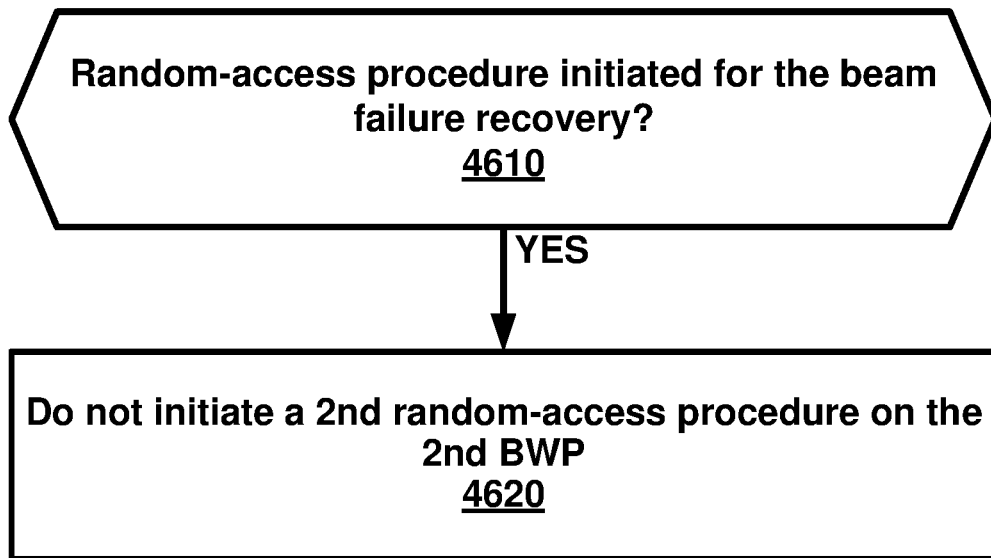 Random-access procedure initiated for the beam
failure recovery?
4610
YES
Do not initiate a 2nd random-access procedure on the
2nd BWP
4620